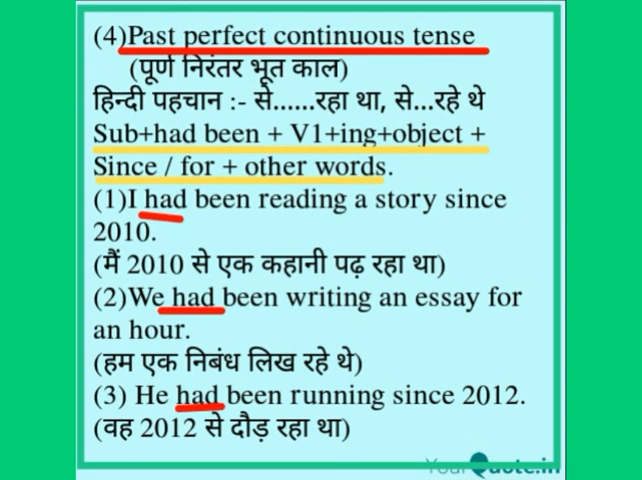 (4)Past perfect continuous tense
(पूर्ण निरंतर भूत काल)
हिन्दी पहचान :- से......रहा था, से...रहे थे
Sub+had been + V1+ing+object +
Since / for + other words.
(1)I had been reading a story since
2010.
(मैं 2010 से एक कहानी पढ़ रहा था)
(2)We had been writing an essay for
an hour.
(हम एक निबंध लिख रहे थे)
(3) He had been running since 2012.
(वह 2012 से दौड़ रहा था)
YourQuote.in